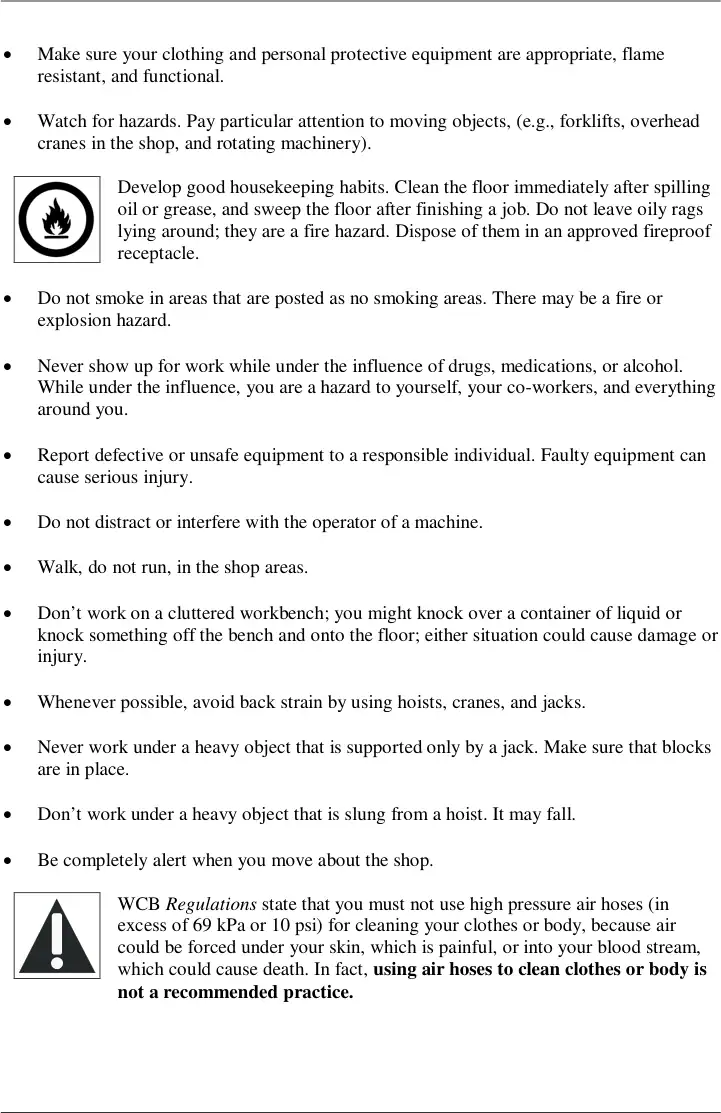 • Make sure your clothing and personal protective equipment are appropriate, flame
resistant, and functional.
• Watch for hazards. Pay particular attention to moving objects, (e.g., forklifts, overhead
cranes in the shop, and rotating machinery).
Develop good housekeeping habits. Clean the floor immediately after spilling
oil or grease, and sweep the floor after finishing a job. Do not leave oily rags
lying around; they are a fire hazard. Dispose of them in an approved fireproof
receptacle.
• Do not smoke in areas that are posted as no smoking areas. There may be a fire or
explosion hazard.
• Never show up for work while under the influence of drugs, medications, or alcohol.
While under the influence, you are a hazard to yourself, your co-workers, and everything
around you.
• Report defective or unsafe equipment to a responsible individual. Faulty equipment can
cause serious injury.
• Do not distract or interfere with the operator of a machine.
• Walk, do not run, in the shop areas.
• Don’t work on a cluttered workbench; you might knock over a container of liquid or
knock something off the bench and onto the floor; either situation could cause damage or
injury.
• Whenever possible, avoid back strain by using hoists, cranes, and jacks.
• Never work under a heavy object that is supported only by a jack. Make sure that blocks
are in place.
• Don’t work under a heavy object that is slung from a hoist. It may fall.
• Be completely alert when you move about the shop.
WCB Regulations state that you must not use high pressure air hoses (in
excess of 69 kPa or 10 psi) for cleaning your clothes or body, because air
could be forced under your skin, which is painful, or into your blood stream,
which could cause death. In fact, using air hoses to clean clothes or body is
not a recommended practice.